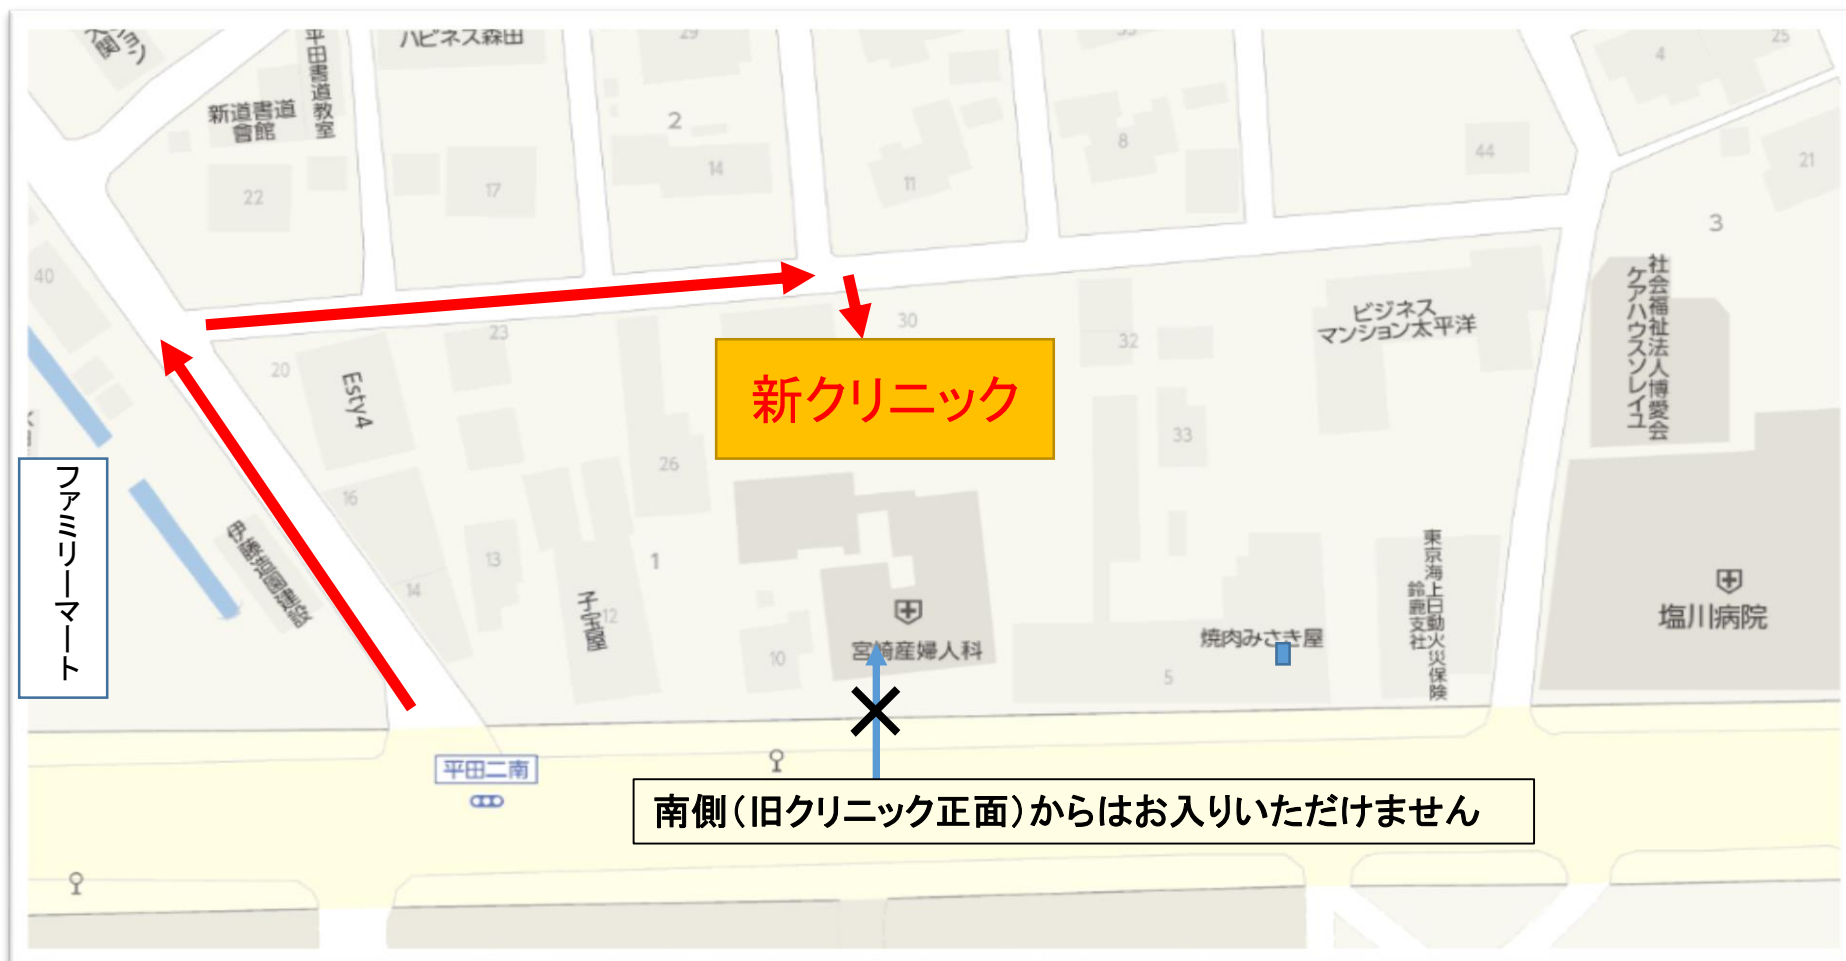 ハピネス森田
29
33
4
25
平田書道教室
新道書道
會館
2
22
17
14
11
8
44
21
3
40
社会福祉法人博愛会
ケアハウスソレイユ
ビジネス
マンション太平洋
30
23
32
20
Esty4
新クリニック
33
26
16
ファミリーマート
伊藤造園建設
13
1
14
子宝屋
12
東京海上日動火災保険
鈴鹿支社
塩川病院
焼肉みさき屋
宮崎産婦人科
10
5
平田二南
南側(旧クリニック正面)からはお入りいただけません